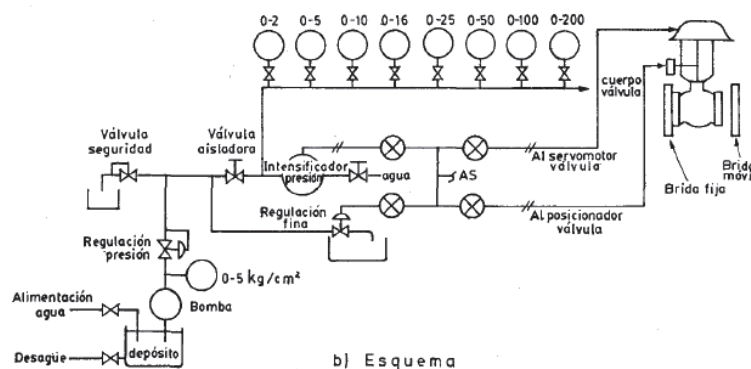 0-2 0-5 0-10 0-16 0-25 0-50 0-100 0-200
cuerpo
válvula
Válvula
seguridad
Válvula
aisladora
Intensificador
presión
agua
AS
Al servomotor
válvula
Brida fija
Regulación
fina
Al posicionador
válvula
Regulación
presión
0-5 kg/cm²
Bomba
Alimentación
agua
depósito
Desagüe
b) Esquema